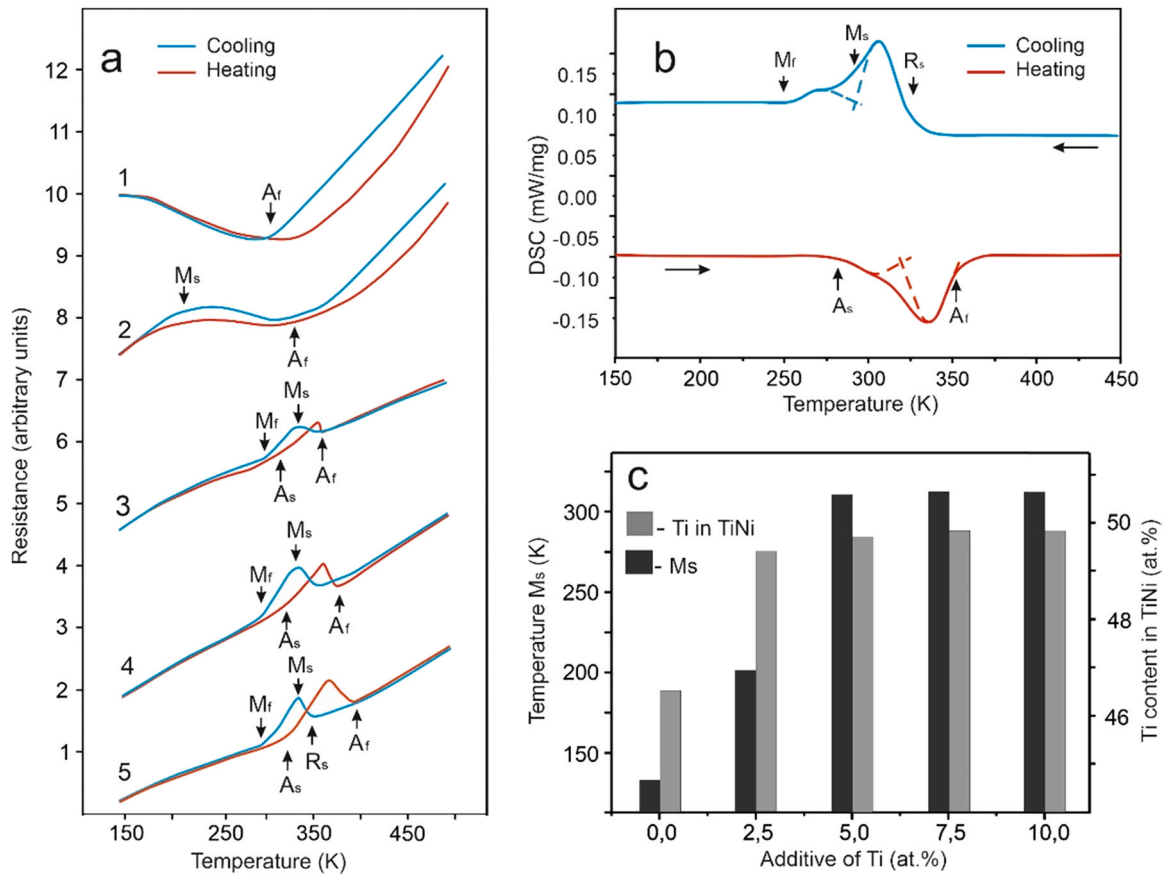 a
Cooling
Heating
Resistance (arbitrary units)
12
11
10
9
8
7
6
5
4
3
2
1
1
Af
2
Ms
Af
3
Mf
Ms
As
Af
4
Mf
Ms
As
Af
5
Mf
Ms
As
Rs
Af
150
250
350
450
Temperature (K)
b
Cooling
Heating
DSC (mW/mg)
0.15
0.10
0.05
0.00
-0.05
-0.10
-0.15
Mf
Ms
Rs
As
Af
150 200 250 300 350 400 450
Temperature (K)
c
- Ti in TiNi
- Ms
Temperature Ms (K)
300
250
200
150
Ti content in TiNi (at.%)
50
48
46
0,0 2,5 5,0 7,5 10,0
Additive of Ti (at.%)